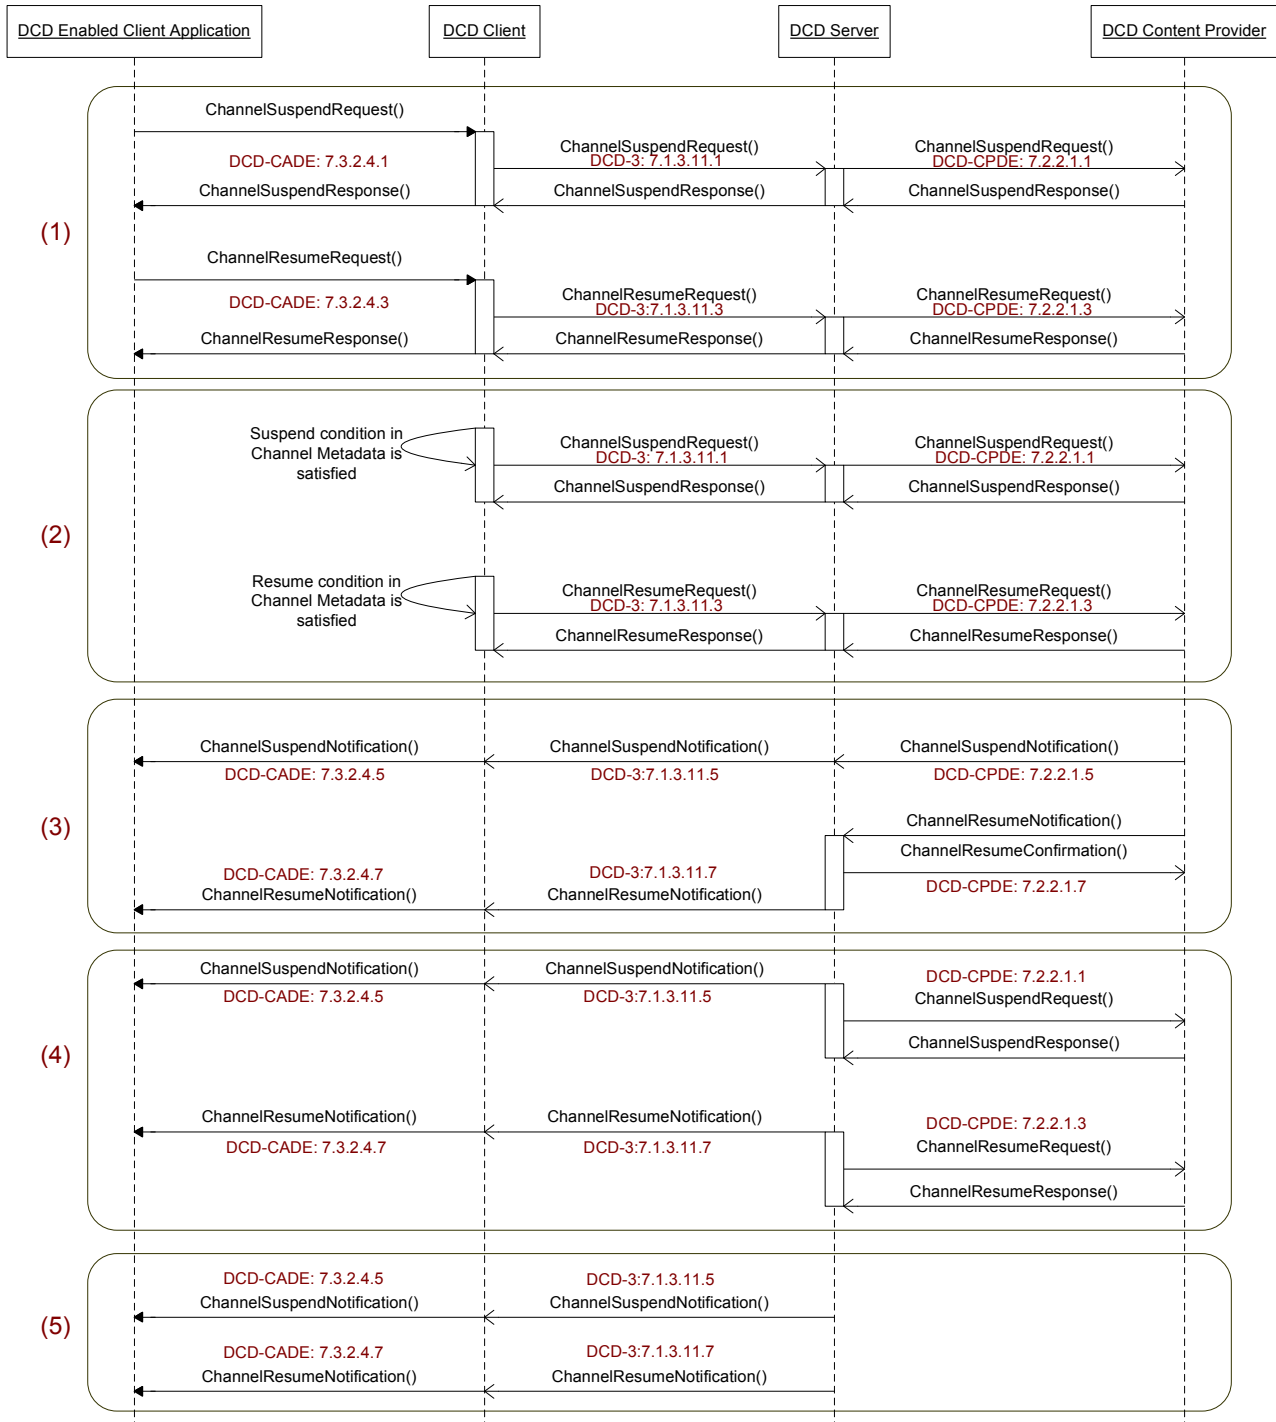 DCD Enabled Client Application
DCD Client
DCD Server
DCD Content Provider
(1)
ChannelSuspendRequest()
DCD-CADE: 7.3.2.4.1
ChannelSuspendRequest()
DCD-3: 7.1.3.11.1
ChannelSuspendRequest()
DCD-CPDE: 7.2.2.1.1
ChannelSuspendResponse()
ChannelSuspendResponse()
ChannelSuspendResponse()
ChannelResumeRequest()
DCD-CADE: 7.3.2.4.3
ChannelResumeRequest()
DCD-3:7.1.3.11.3
ChannelResumeRequest()
DCD-CPDE: 7.2.2.1.3
ChannelResumeResponse()
ChannelResumeResponse()
ChannelResumeResponse()
(2)
Suspend condition in
Channel Metadata is
satisfied
ChannelSuspendRequest()
DCD-3: 7.1.3.11.1
ChannelSuspendRequest()
DCD-CPDE: 7.2.2.1.1
ChannelSuspendResponse()
ChannelSuspendResponse()
Resume condition in
Channel Metadata is
satisfied
ChannelResumeRequest()
DCD-3: 7.1.3.11.3
ChannelResumeRequest()
DCD-CPDE: 7.2.2.1.3
ChannelResumeResponse()
ChannelResumeResponse()
(3)
ChannelSuspendNotification()
DCD-CADE: 7.3.2.4.5
ChannelSuspendNotification()
DCD-3:7.1.3.11.5
ChannelSuspendNotification()
DCD-CPDE: 7.2.2.1.5
ChannelResumeNotification()
ChannelResumeConfirmation()
DCD-CPDE: 7.2.2.1.7
DCD-CADE: 7.3.2.4.7
ChannelResumeNotification()
DCD-3:7.1.3.11.7
ChannelResumeNotification()
(4)
ChannelSuspendNotification()
DCD-CADE: 7.3.2.4.5
ChannelSuspendNotification()
DCD-3:7.1.3.11.5
DCD-CPDE: 7.2.2.1.1
ChannelSuspendRequest()
ChannelSuspendResponse()
ChannelResumeNotification()
DCD-CADE: 7.3.2.4.7
ChannelResumeNotification()
DCD-3:7.1.3.11.7
DCD-CPDE: 7.2.2.1.3
ChannelResumeRequest()
ChannelResumeResponse()
(5)
DCD-CADE: 7.3.2.4.5
ChannelSuspendNotification()
DCD-3:7.1.3.11.5
ChannelSuspendNotification()
DCD-CADE: 7.3.2.4.7
ChannelResumeNotification()
DCD-3:7.1.3.11.7
ChannelResumeNotification()